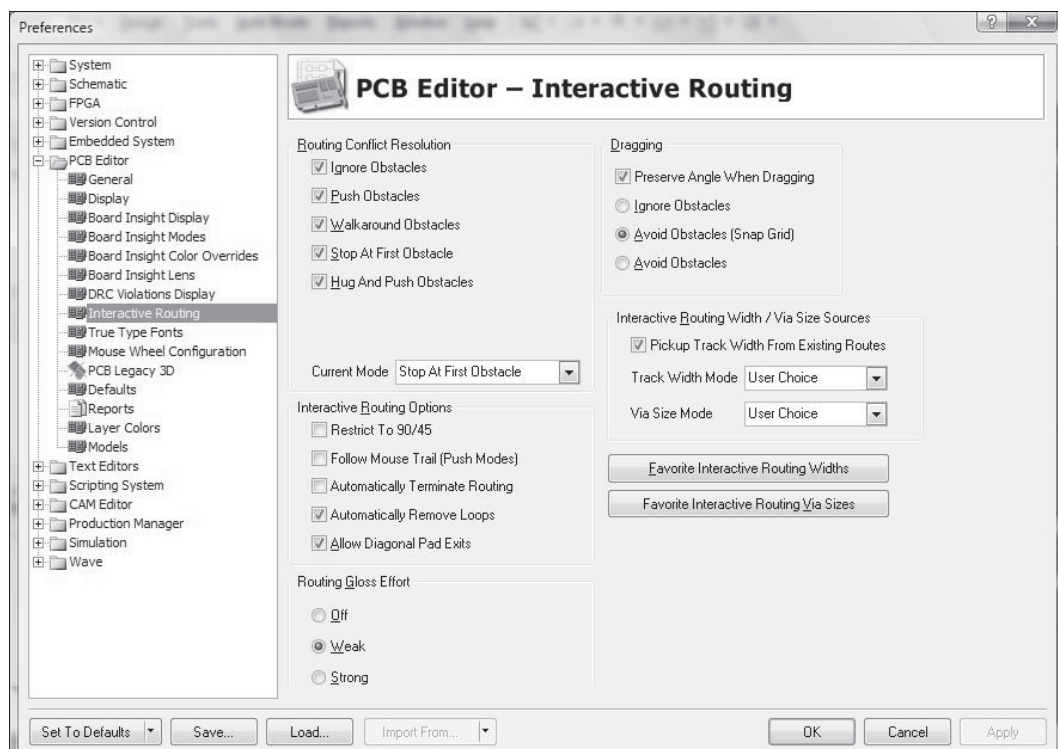 Preferences
System
Schematic
FPGA
Version Control
Embedded System
PCB Editor
General
Display
Board Insight Display
Board Insight Modes
Board Insight Color Overrides
Board Insight Lens
DRC Violations Display
Interactive Routing
True Type Fonts
Mouse Wheel Configuration
PCB Legacy 3D
Defaults
Reports
Layer Colors
Models
Text Editors
Scripting System
CAM Editor
Production Manager
Simulation
Wave
PCB Editor – Interactive Routing
Routing Conflict Resolution
Ignore Obstacles
Push Obstacles
Walkaround Obstacles
Stop At First Obstacle
Hug And Push Obstacles
Current Mode Stop At First Obstacle
Interactive Routing Options
Restrict To 90/45
Follow Mouse Trail (Push Modes)
Automatically Terminate Routing
Automatically Remove Loops
Allow Diagonal Pad Exits
Routing Gloss Effort
Off
Weak
Strong
Dragging
Preserve Angle When Dragging
Ignore Obstacles
Avoid Obstacles (Snap Grid)
Avoid Obstacles
Interactive Routing Width / Via Size Sources
Pickup Track Width From Existing Routes
Track Width Mode User Choice
Via Size Mode User Choice
Favorite Interactive Routing Widths
Favorite Interactive Routing Via Sizes
Set To Defaults Save... Load... Import From... OK Cancel Apply